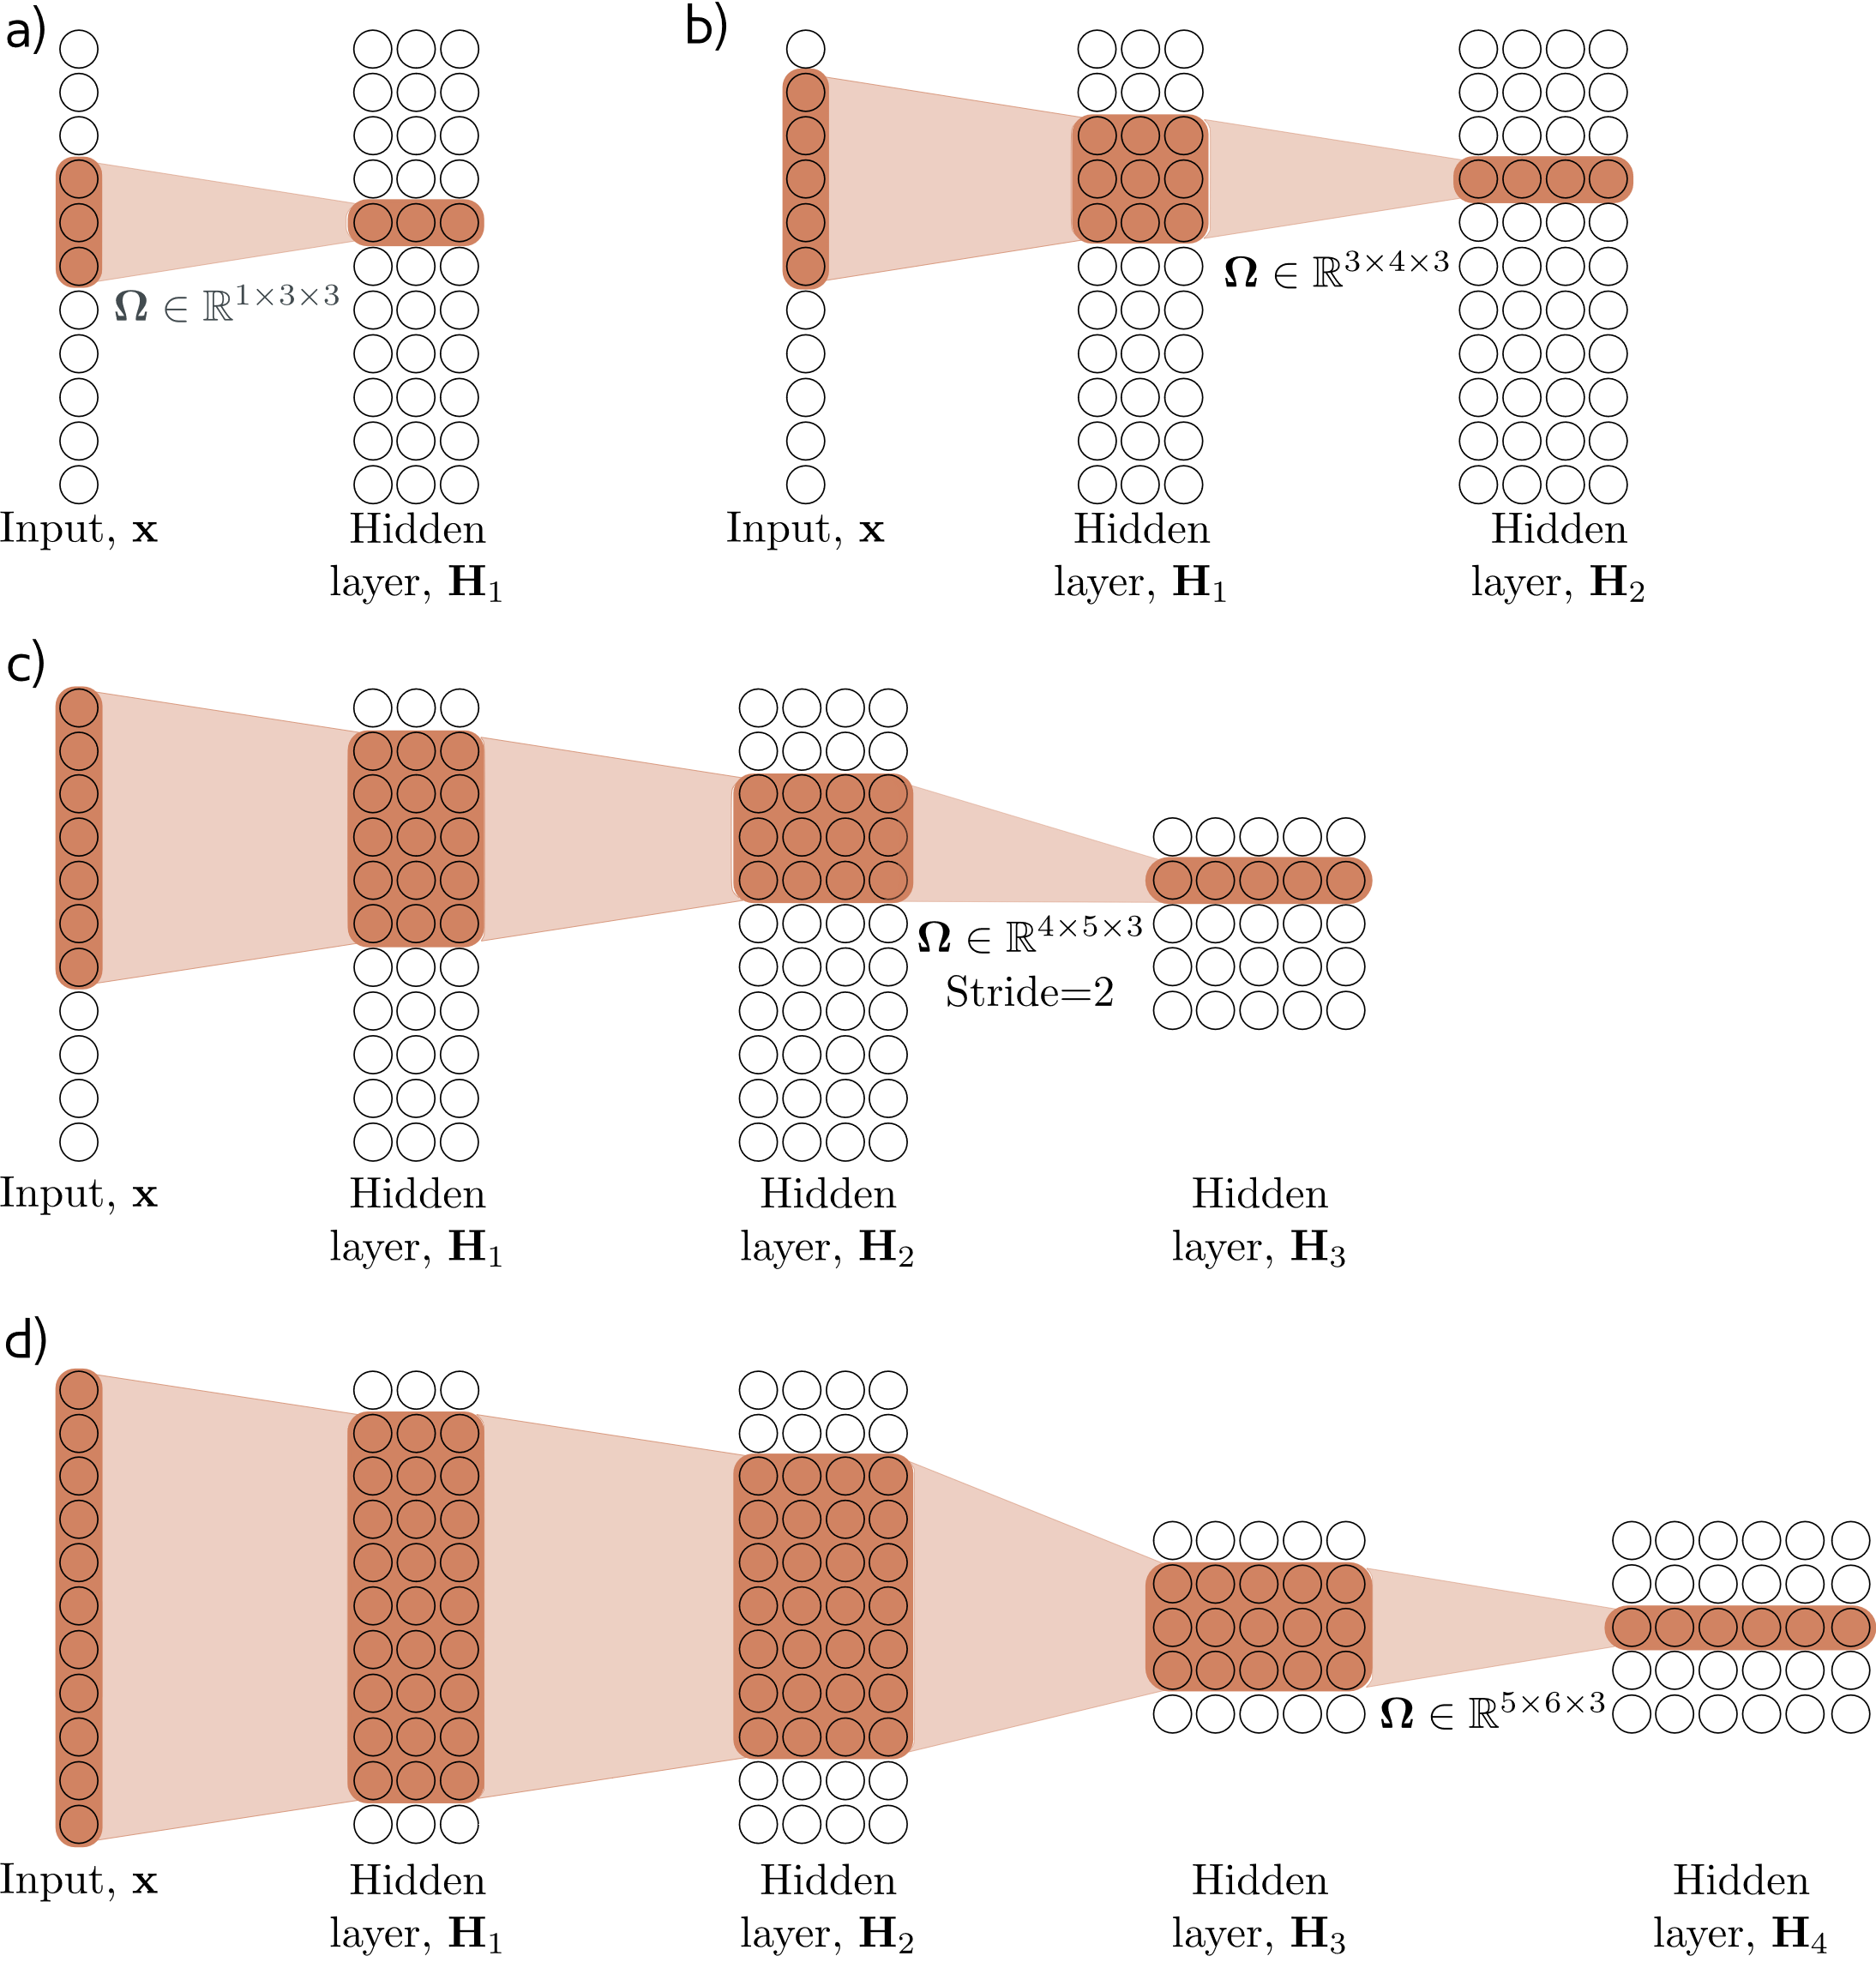 a)
Ω ∈ ℝ^{1×3×3}
Input, x
Hidden
layer, H₁
b)
Ω ∈ ℝ^{3×4×3}
Input, x
Hidden
layer, H₁
Hidden
layer, H₂
c)
Ω ∈ ℝ^{4×5×3}
Stride=2
Input, x
Hidden
layer, H₁
Hidden
layer, H₂
Hidden
layer, H₃
d)
Ω ∈ ℝ^{5×6×3}
Input, x
Hidden
layer, H₁
Hidden
layer, H₂
Hidden
layer, H₃
Hidden
layer, H₄